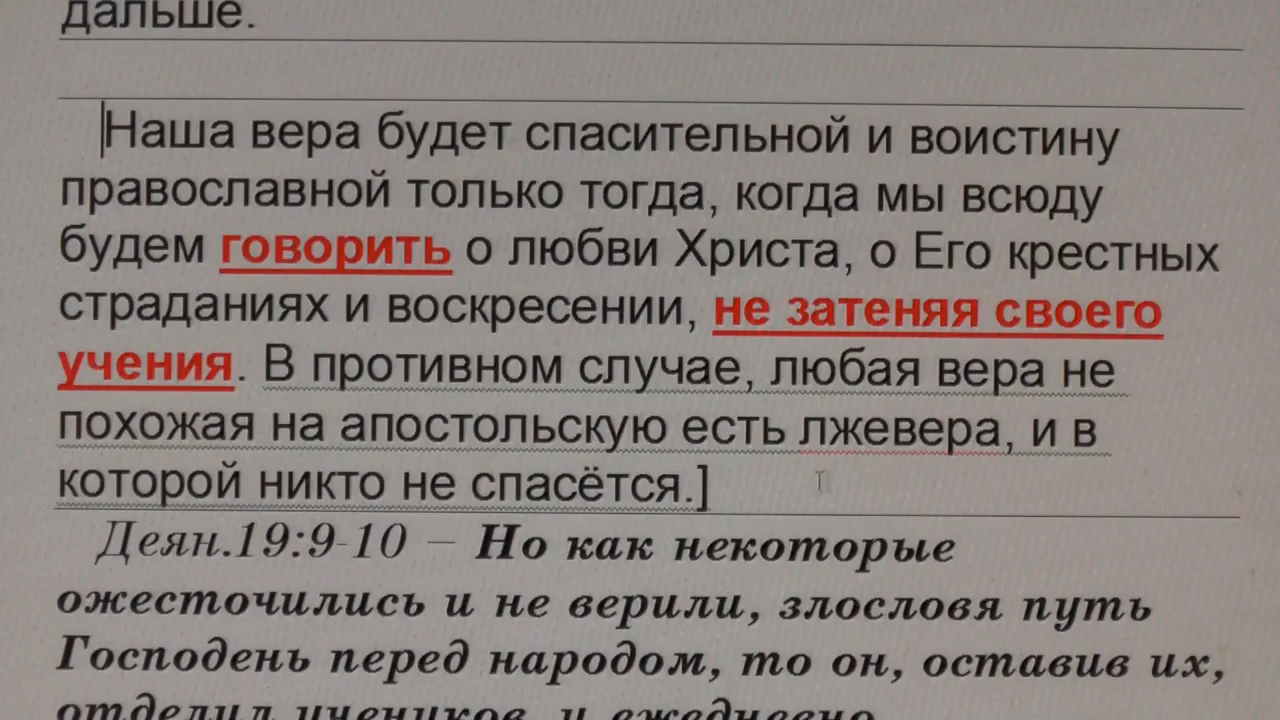 дальше.
Наша вера будет спасительной и воистину
православной только тогда, когда мы всюду
будем говорить о любви Христа, о Его крестных
страданиях и воскресении, не затеняя своего
учения. В противном случае, любая вера не
похожая на апостольскую есть лжевера, и в
которой никто не спасётся.]
Деян.19:9-10 – Но как некоторые
ожесточились и не верили, злословя путь
Господень перед народом, то он, оставив их,
отделил учеников, и ежедневно